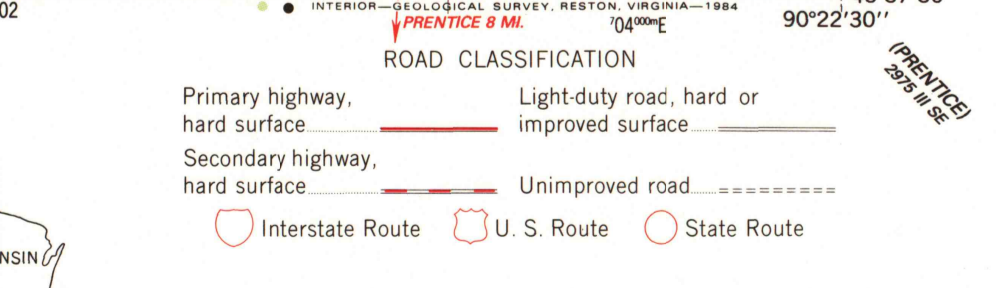 02
INTERIOR—GEOLOGICAL SURVEY, RESTON, VIRGINIA—1984
PRENTICE 8 MI.
⁷04⁰⁰⁰ᵐE
90°22'30''
(PRENTICE)
2975 III SE
ROAD CLASSIFICATION
Primary highway,
hard surface
Light-duty road, hard or
improved surface
Secondary highway,
hard surface
Unimproved road
Interstate Route
U. S. Route
State Route
NSIN